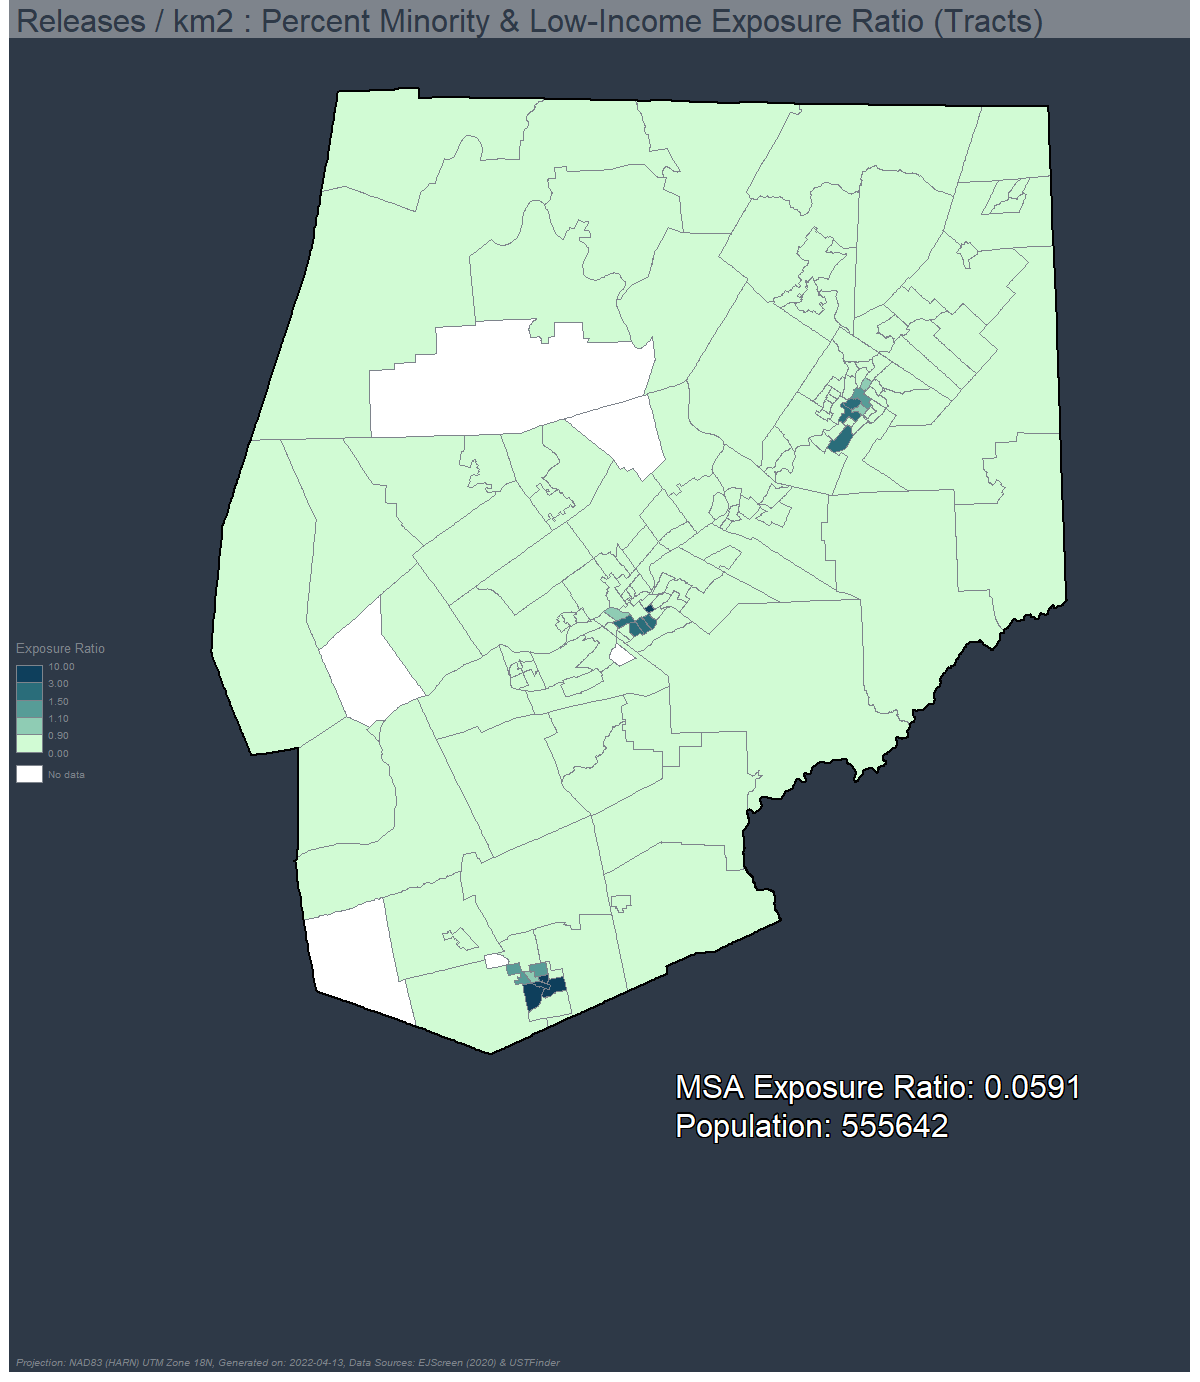 Releases / km2 : Percent Minority & Low-Income Exposure Ratio (Tracts)
Exposure Ratio
10.00
3.00
1.50
1.10
0.90
0.00
No data
MSA Exposure Ratio: 0.0591
Population: 555642
Projection: NAD83 (HARN) UTM Zone 18N, Generated on: 2022-04-13, Data Sources: EJScreen (2020) & USTFinder